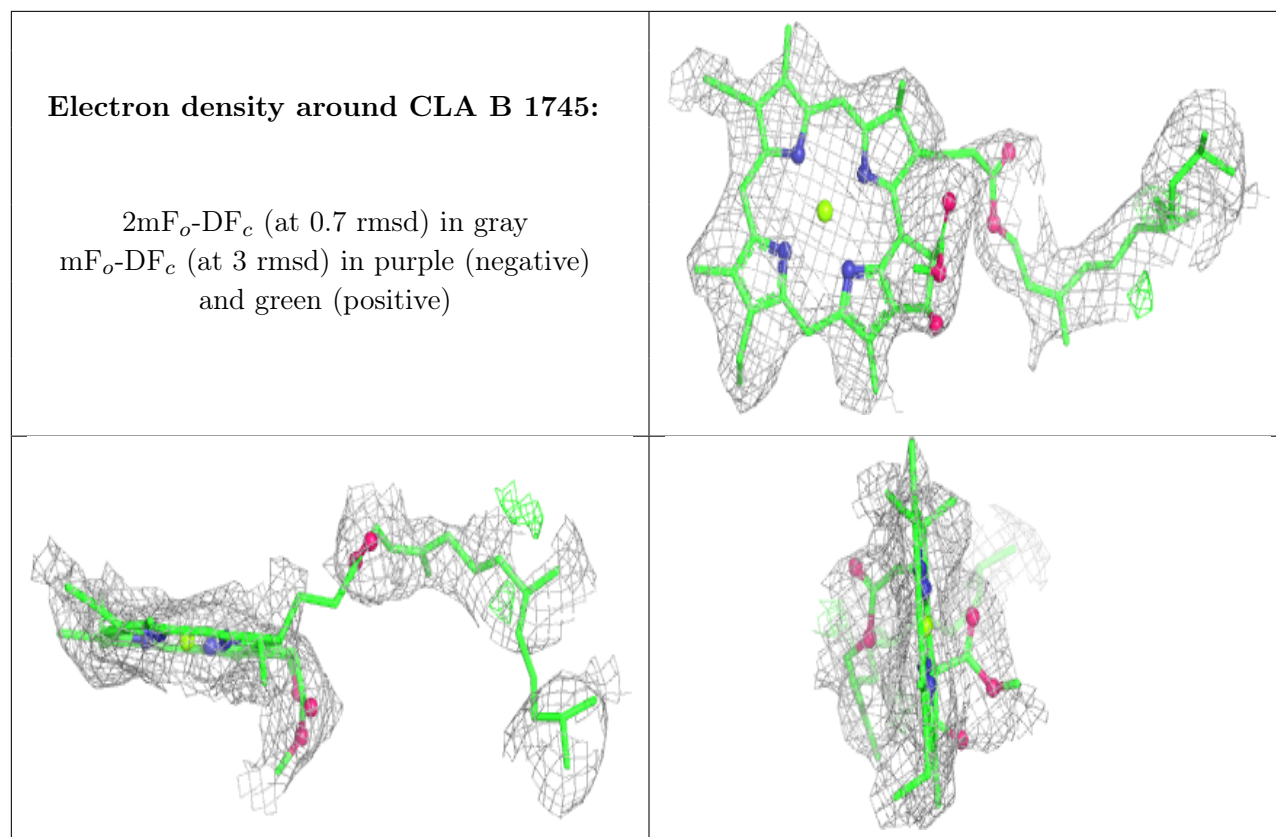 Electron density around CLA B 1745:
2mFo-DFc (at 0.7 rmsd) in gray
mFo-DFc (at 3 rmsd) in purple (negative)
and green (positive)